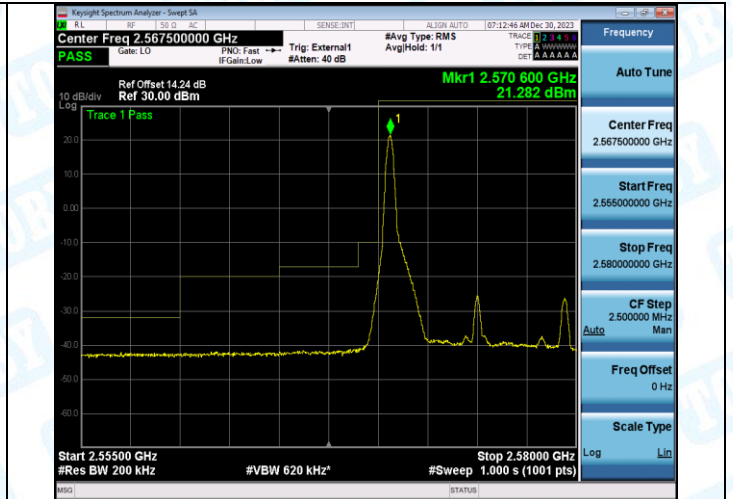 Keysight Spectrum Analyzer - Swept SA
RL RF 50 Ω AC SENSE:INT ALIGN AUTO 07:12:46 AM Dec 30, 2023
Center Freq 2.567500000 GHz
#Avg Type: RMS
TRACE 1 2 3 4 5 6
PASS
Gate: LO
PNO: Fast
Trig: External1
Avg|Hold: 1/1
TYPE A WWWWW
IFGain:Low
#Atten: 40 dB
DET A A A A A A
Ref Offset 14.24 dB
Mkr1 2.570 600 GHz
10 dB/div Ref 30.00 dBm
21.282 dBm
Log
Trace 1 Pass
1
20.0
0.00
-10.0
-20.0
-30.0
-40.0
-50.0
-60.0
Start 2.55500 GHz
Stop 2.58000 GHz
#Res BW 200 kHz
#VBW 620 kHz*
#Sweep 1.000 s (1001 pts)
MSG
STATUS
Frequency
Auto Tune
Center Freq
2.567500000 GHz
Start Freq
2.555000000 GHz
Stop Freq
2.580000000 GHz
CF Step
2.500000 MHz
Auto Man
Freq Offset
0 Hz
Scale Type
Log Lin